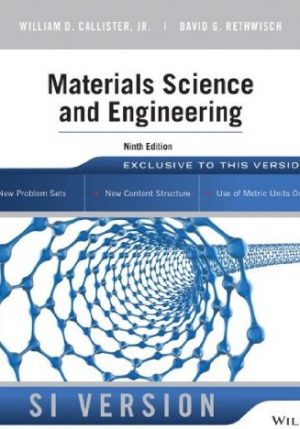 WILLIAM D. CALLISTER, JR. | DAVID G. RETHWISCH
Materials Science
and Engineering
Ninth Edition
EXCLUSIVE TO THIS VERSIO
New Problem Sets • New Content Structure • Use of Metric Units On
SI VERSION
WIL